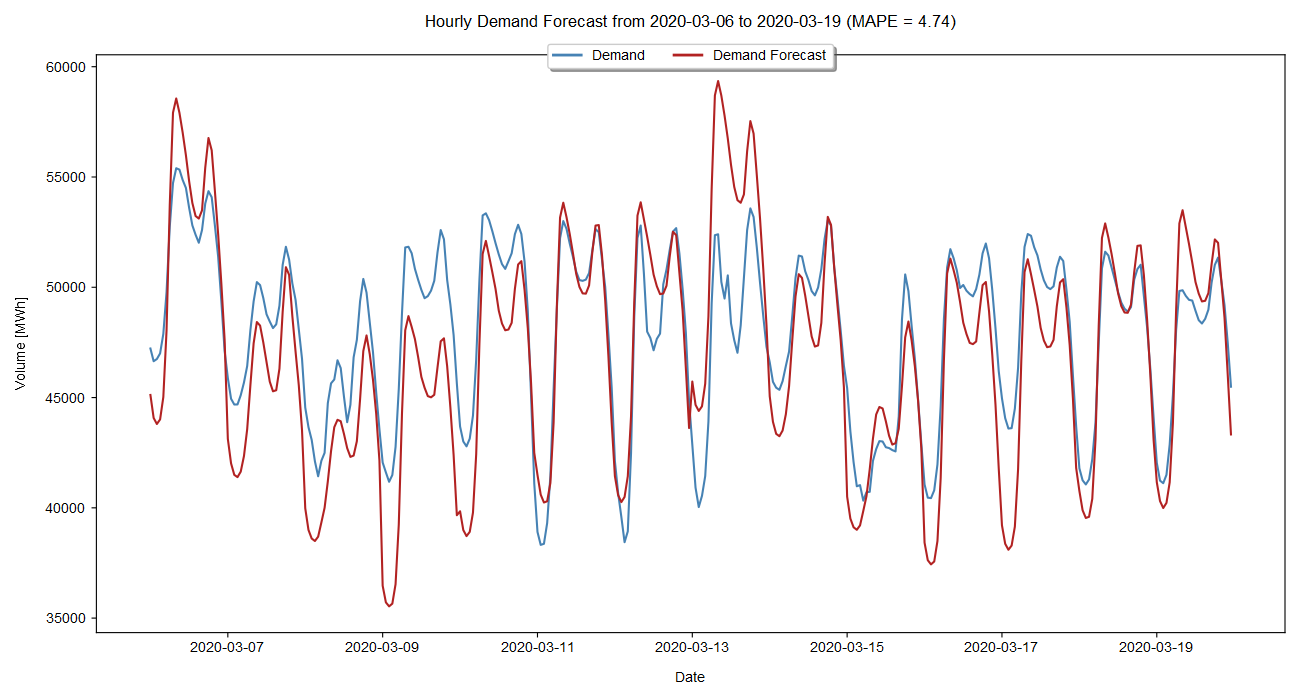 Hourly Demand Forecast from 2020-03-06 to 2020-03-19 (MAPE = 4.74)
Demand Demand Forecast
60000
55000
50000
45000
40000
35000
Volume [MWh]
2020-03-07 2020-03-09 2020-03-11 2020-03-13 2020-03-15 2020-03-17 2020-03-19
Date